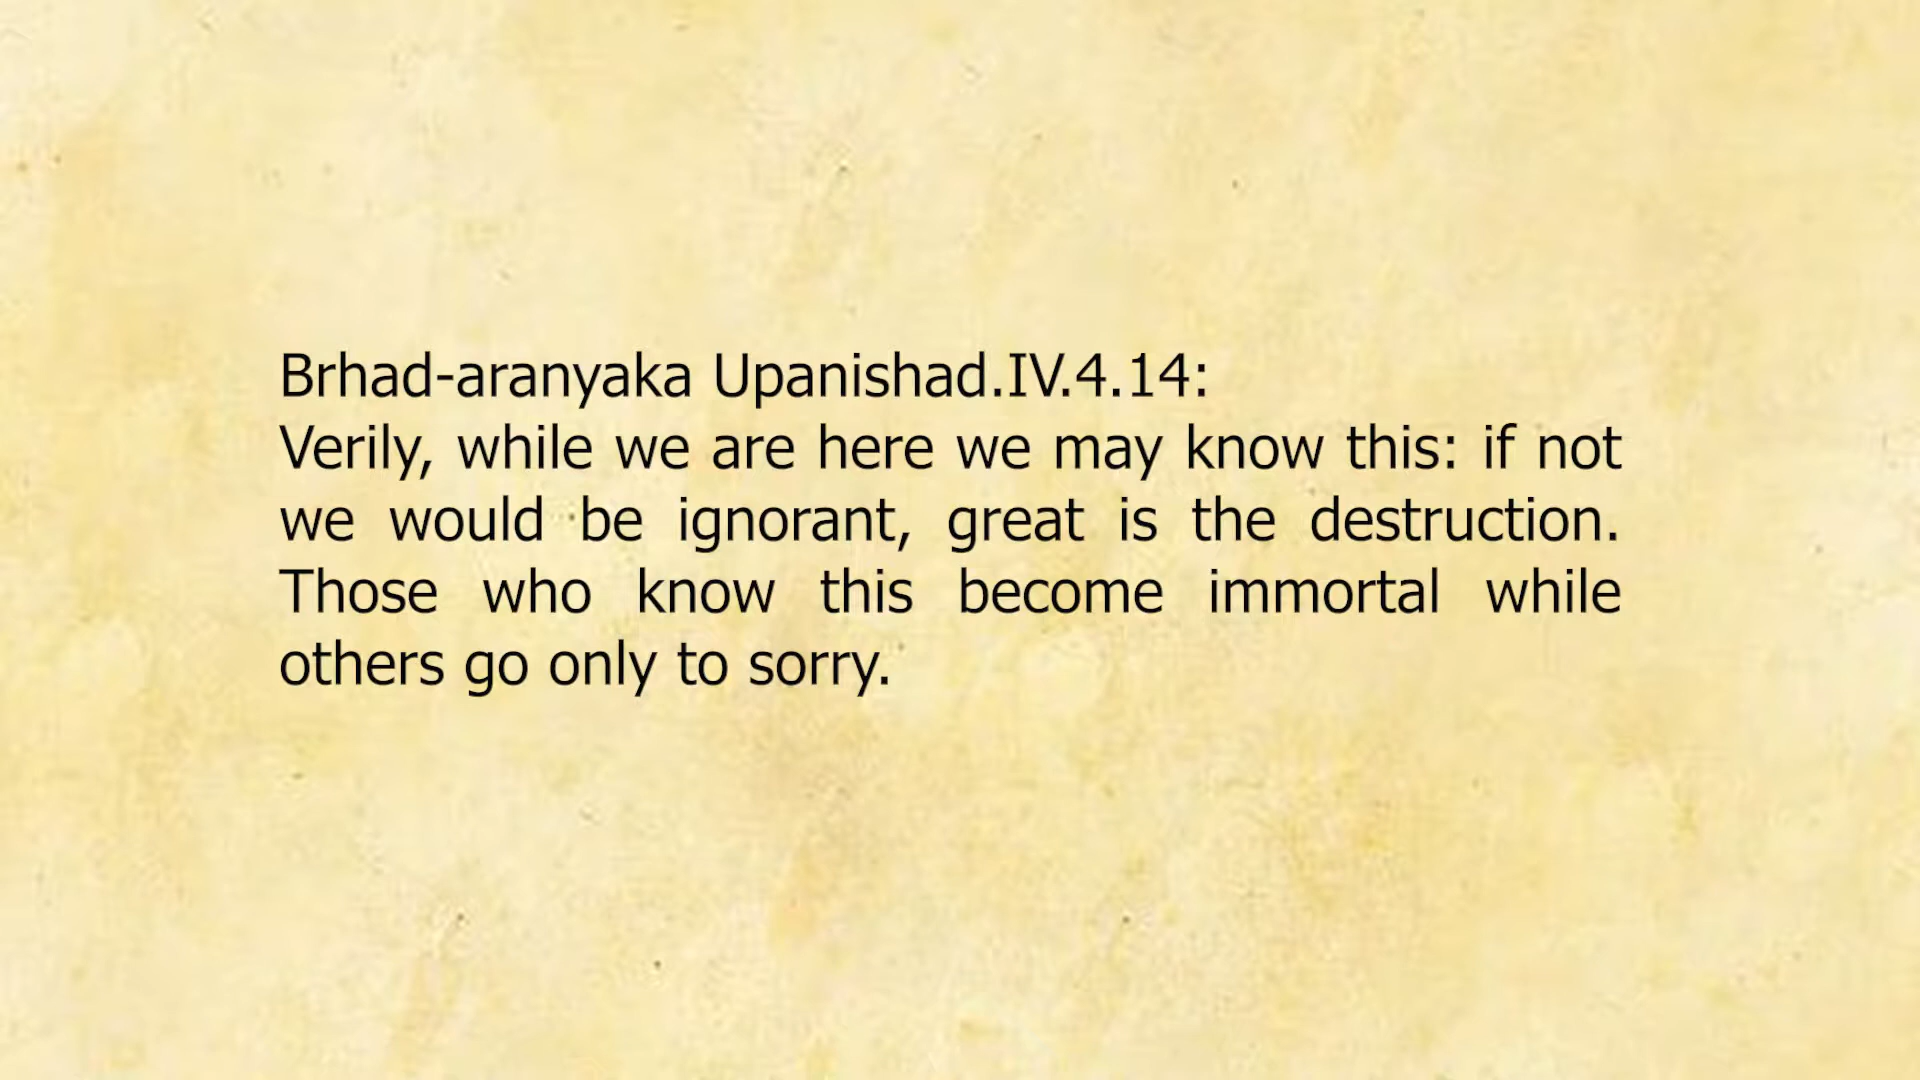 Brhad-aranyaka Upanishad.IV.4.14:
Verily, while we are here we may know this: if not
we would be ignorant, great is the destruction.
Those who know this become immortal while
others go only to sorry.